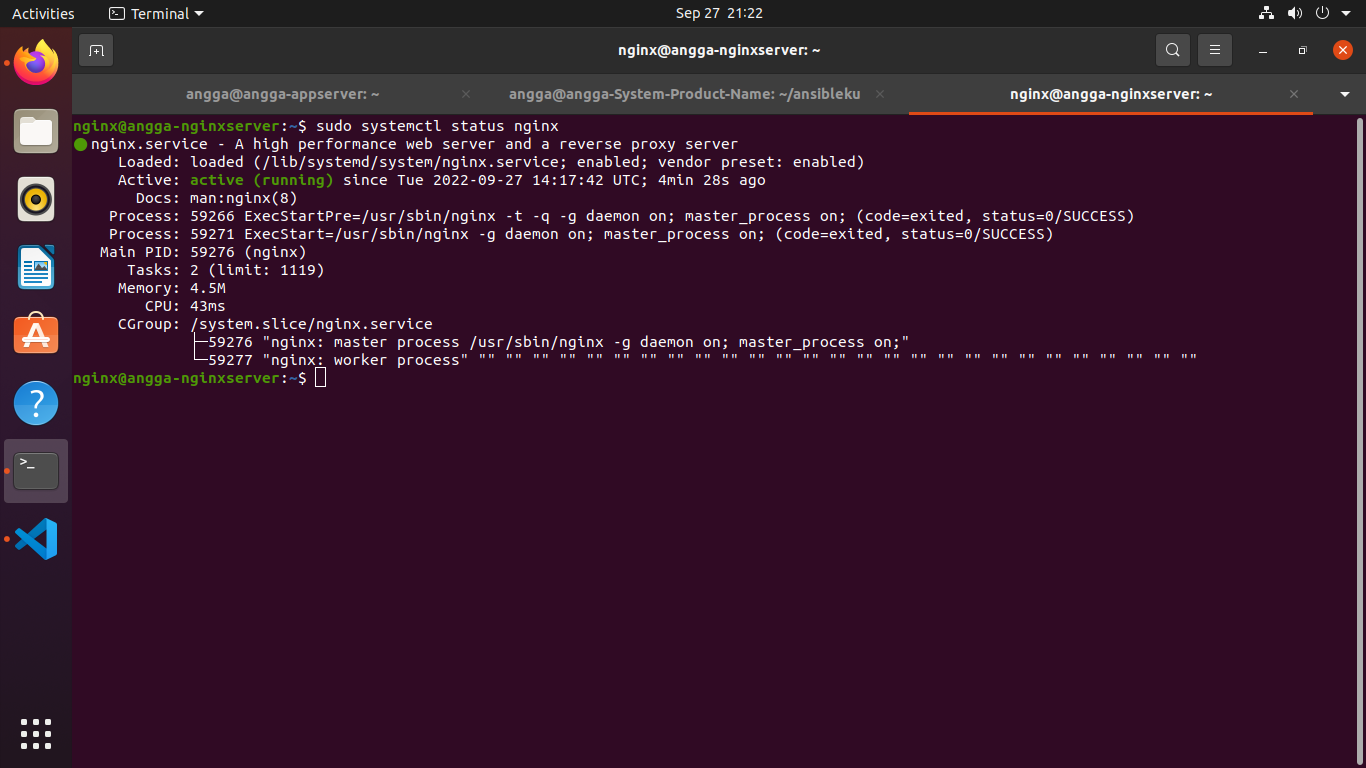 Activities Terminal Sep 27 21:22
nginx@angga-nginxserver: ~
angga@angga-appserver: ~ angga@angga-System-Product-Name: ~/ansibleku nginx@angga-nginxserver: ~
nginx@angga-nginxserver:~$ sudo systemctl status nginx
● nginx.service - A high performance web server and a reverse proxy server
     Loaded: loaded (/lib/systemd/system/nginx.service; enabled; vendor preset: enabled)
     Active: active (running) since Tue 2022-09-27 14:17:42 UTC; 4min 28s ago
       Docs: man:nginx(8)
    Process: 59266 ExecStartPre=/usr/sbin/nginx -t -q -g daemon on; master_process on; (code=exited, status=0/SUCCESS)
    Process: 59271 ExecStart=/usr/sbin/nginx -g daemon on; master_process on; (code=exited, status=0/SUCCESS)
   Main PID: 59276 (nginx)
      Tasks: 2 (limit: 1119)
     Memory: 4.5M
        CPU: 43ms
     CGroup: /system.slice/nginx.service
             ├─59276 "nginx: master process /usr/sbin/nginx -g daemon on; master_process on;"
             └─59277 "nginx: worker process" "" "" "" "" "" "" "" "" "" "" "" "" "" "" "" "" "" "" "" "" "" "" "" "" "" "" ""
nginx@angga-nginxserver:~$